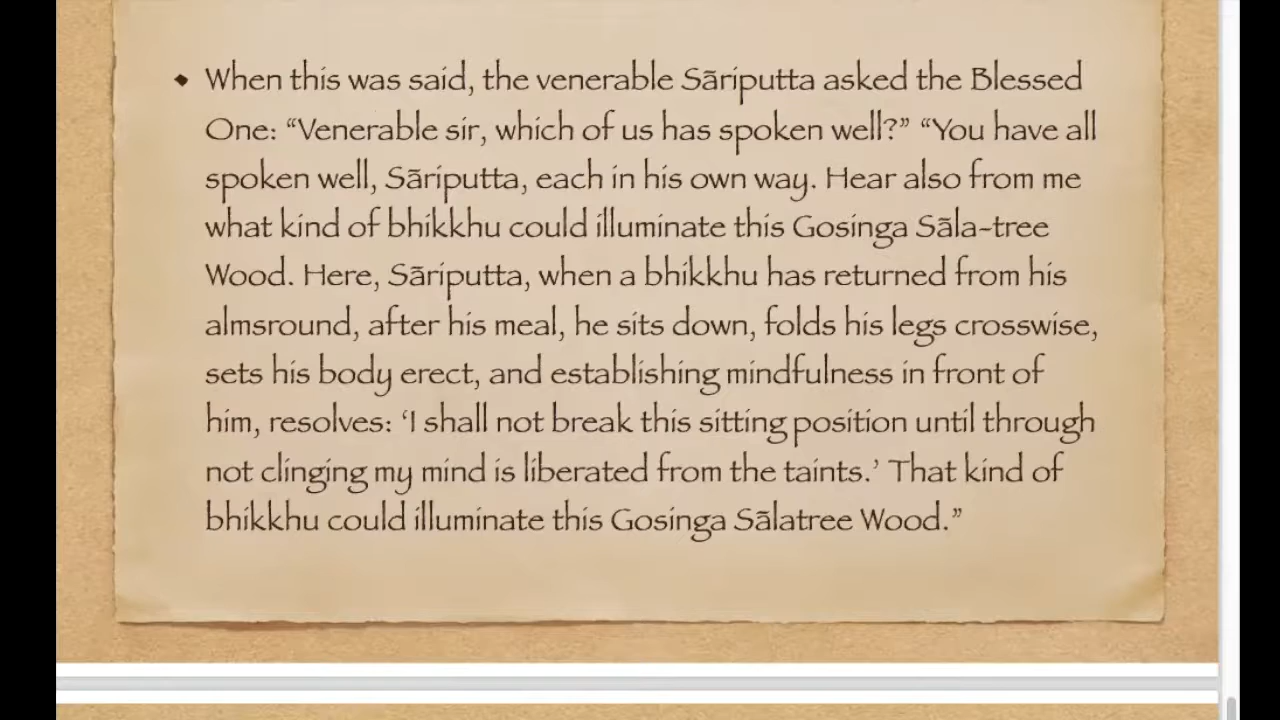 ◆ When this was said, the venerable Sāriputta asked the Blessed
One: “Venerable sir, which of us has spoken well?” “You have all
spoken well, Sāriputta, each in his own way. Hear also from me
what kind of bhikkhu could illuminate this Gosinga Sāla-tree
Wood. Here, Sāriputta, when a bhikkhu has returned from his
almsround, after his meal, he sits down, folds his legs crosswise,
sets his body erect, and establishing mindfulness in front of
him, resolves: ‘I shall not break this sitting position until through
not clinging my mind is liberated from the taints.’ That kind of
bhikkhu could illuminate this Gosinga Sālatree Wood.”